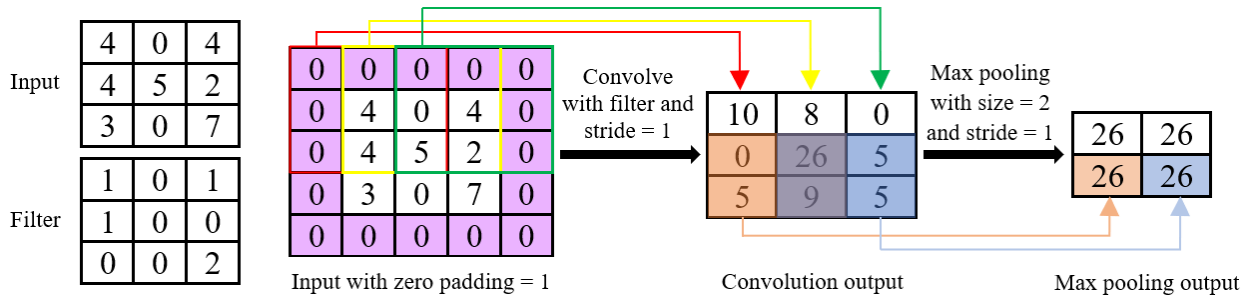 Input
4 0 4
4 5 2
3 0 7
Filter
1 0 1
1 0 0
0 0 2
0 0 0 0 0
0 4 0 4 0
0 4 5 2 0
0 3 0 7 0
0 0 0 0 0
Input with zero padding = 1
Convolve
with filter and
stride = 1
10 8 0
0 26 5
5 9 5
Convolution output
Max pooling
with size = 2
and stride = 1
26 26
26 26
Max pooling output